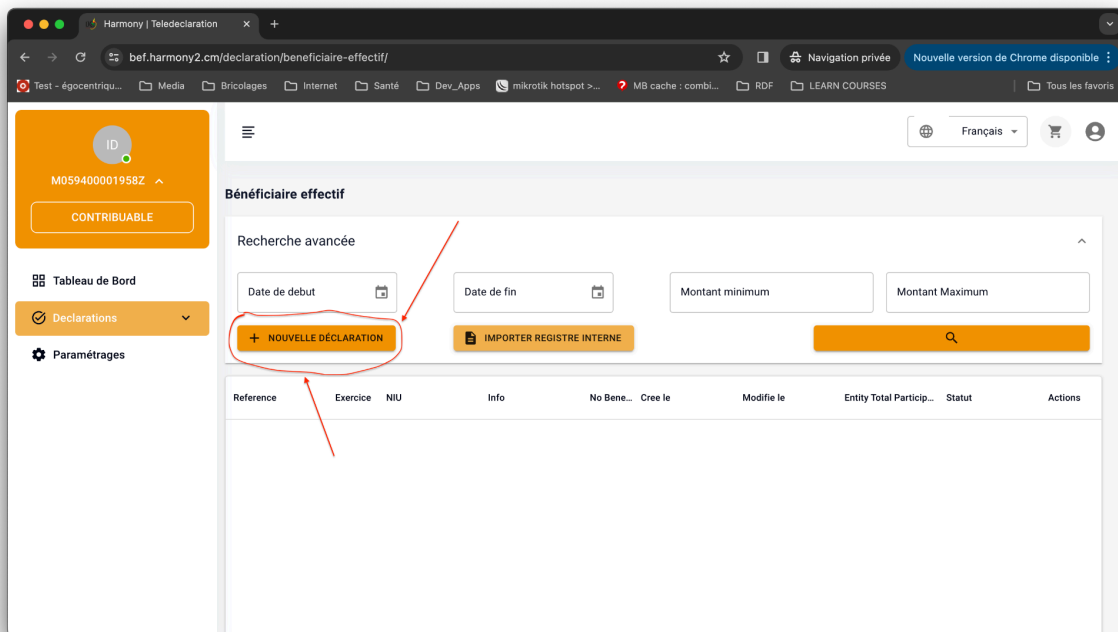 Harmony | Teledeclaration
bef.harmony2.cm/declaration/beneficiaire-effectif/
Navigation privée
Nouvelle version de Chrome disponible
Test - égocentriqu...
Media
Bricolages
Internet
Santé
Dev_Apps
mikrotik hotspot >...
MB cache : combi...
RDF
LEARN COURSES
Tous les favoris
ID
M059400001958Z
CONTRIBUABLE
Tableau de Bord
Declarations
Paramétrages
Français
Bénéficiaire effectif
Recherche avancée
Date de debut
Date de fin
Montant minimum
Montant Maximum
+ NOUVELLE DÉCLARATION
IMPORTER REGISTRE INTERNE
Reference Exercice NIU Info No Bene... Cree le Modifie le Entity Total Particip... Statut Actions